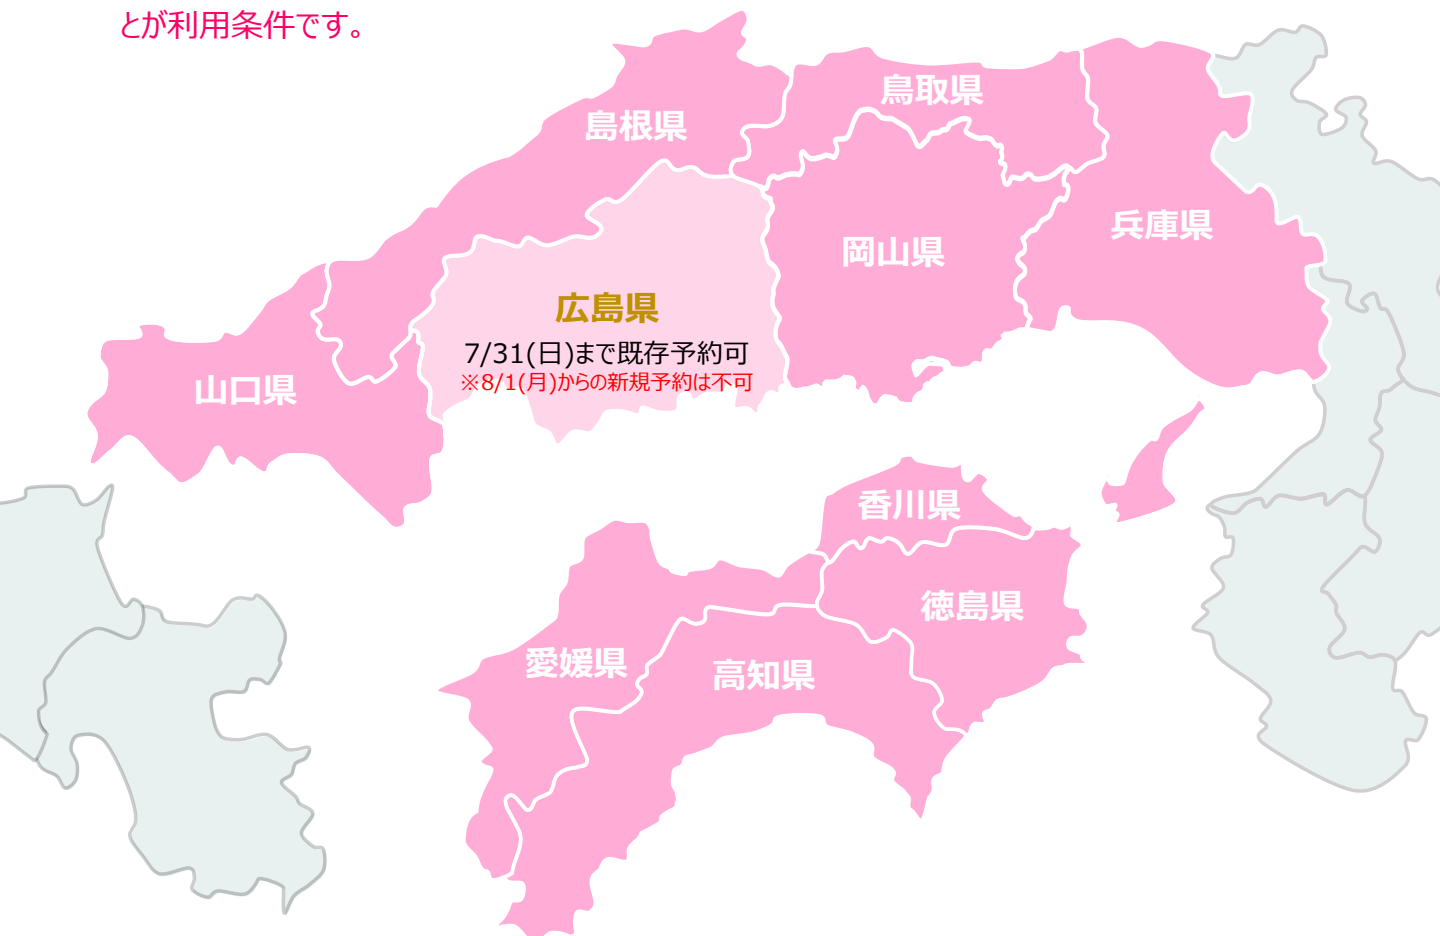 とが利用条件です。
鳥取県
島根県
兵庫県
岡山県
広島県
7/31(日)まで既存予約可
※8/1(月)からの新規予約は不可
山口県
香川県
徳島県
愛媛県
高知県